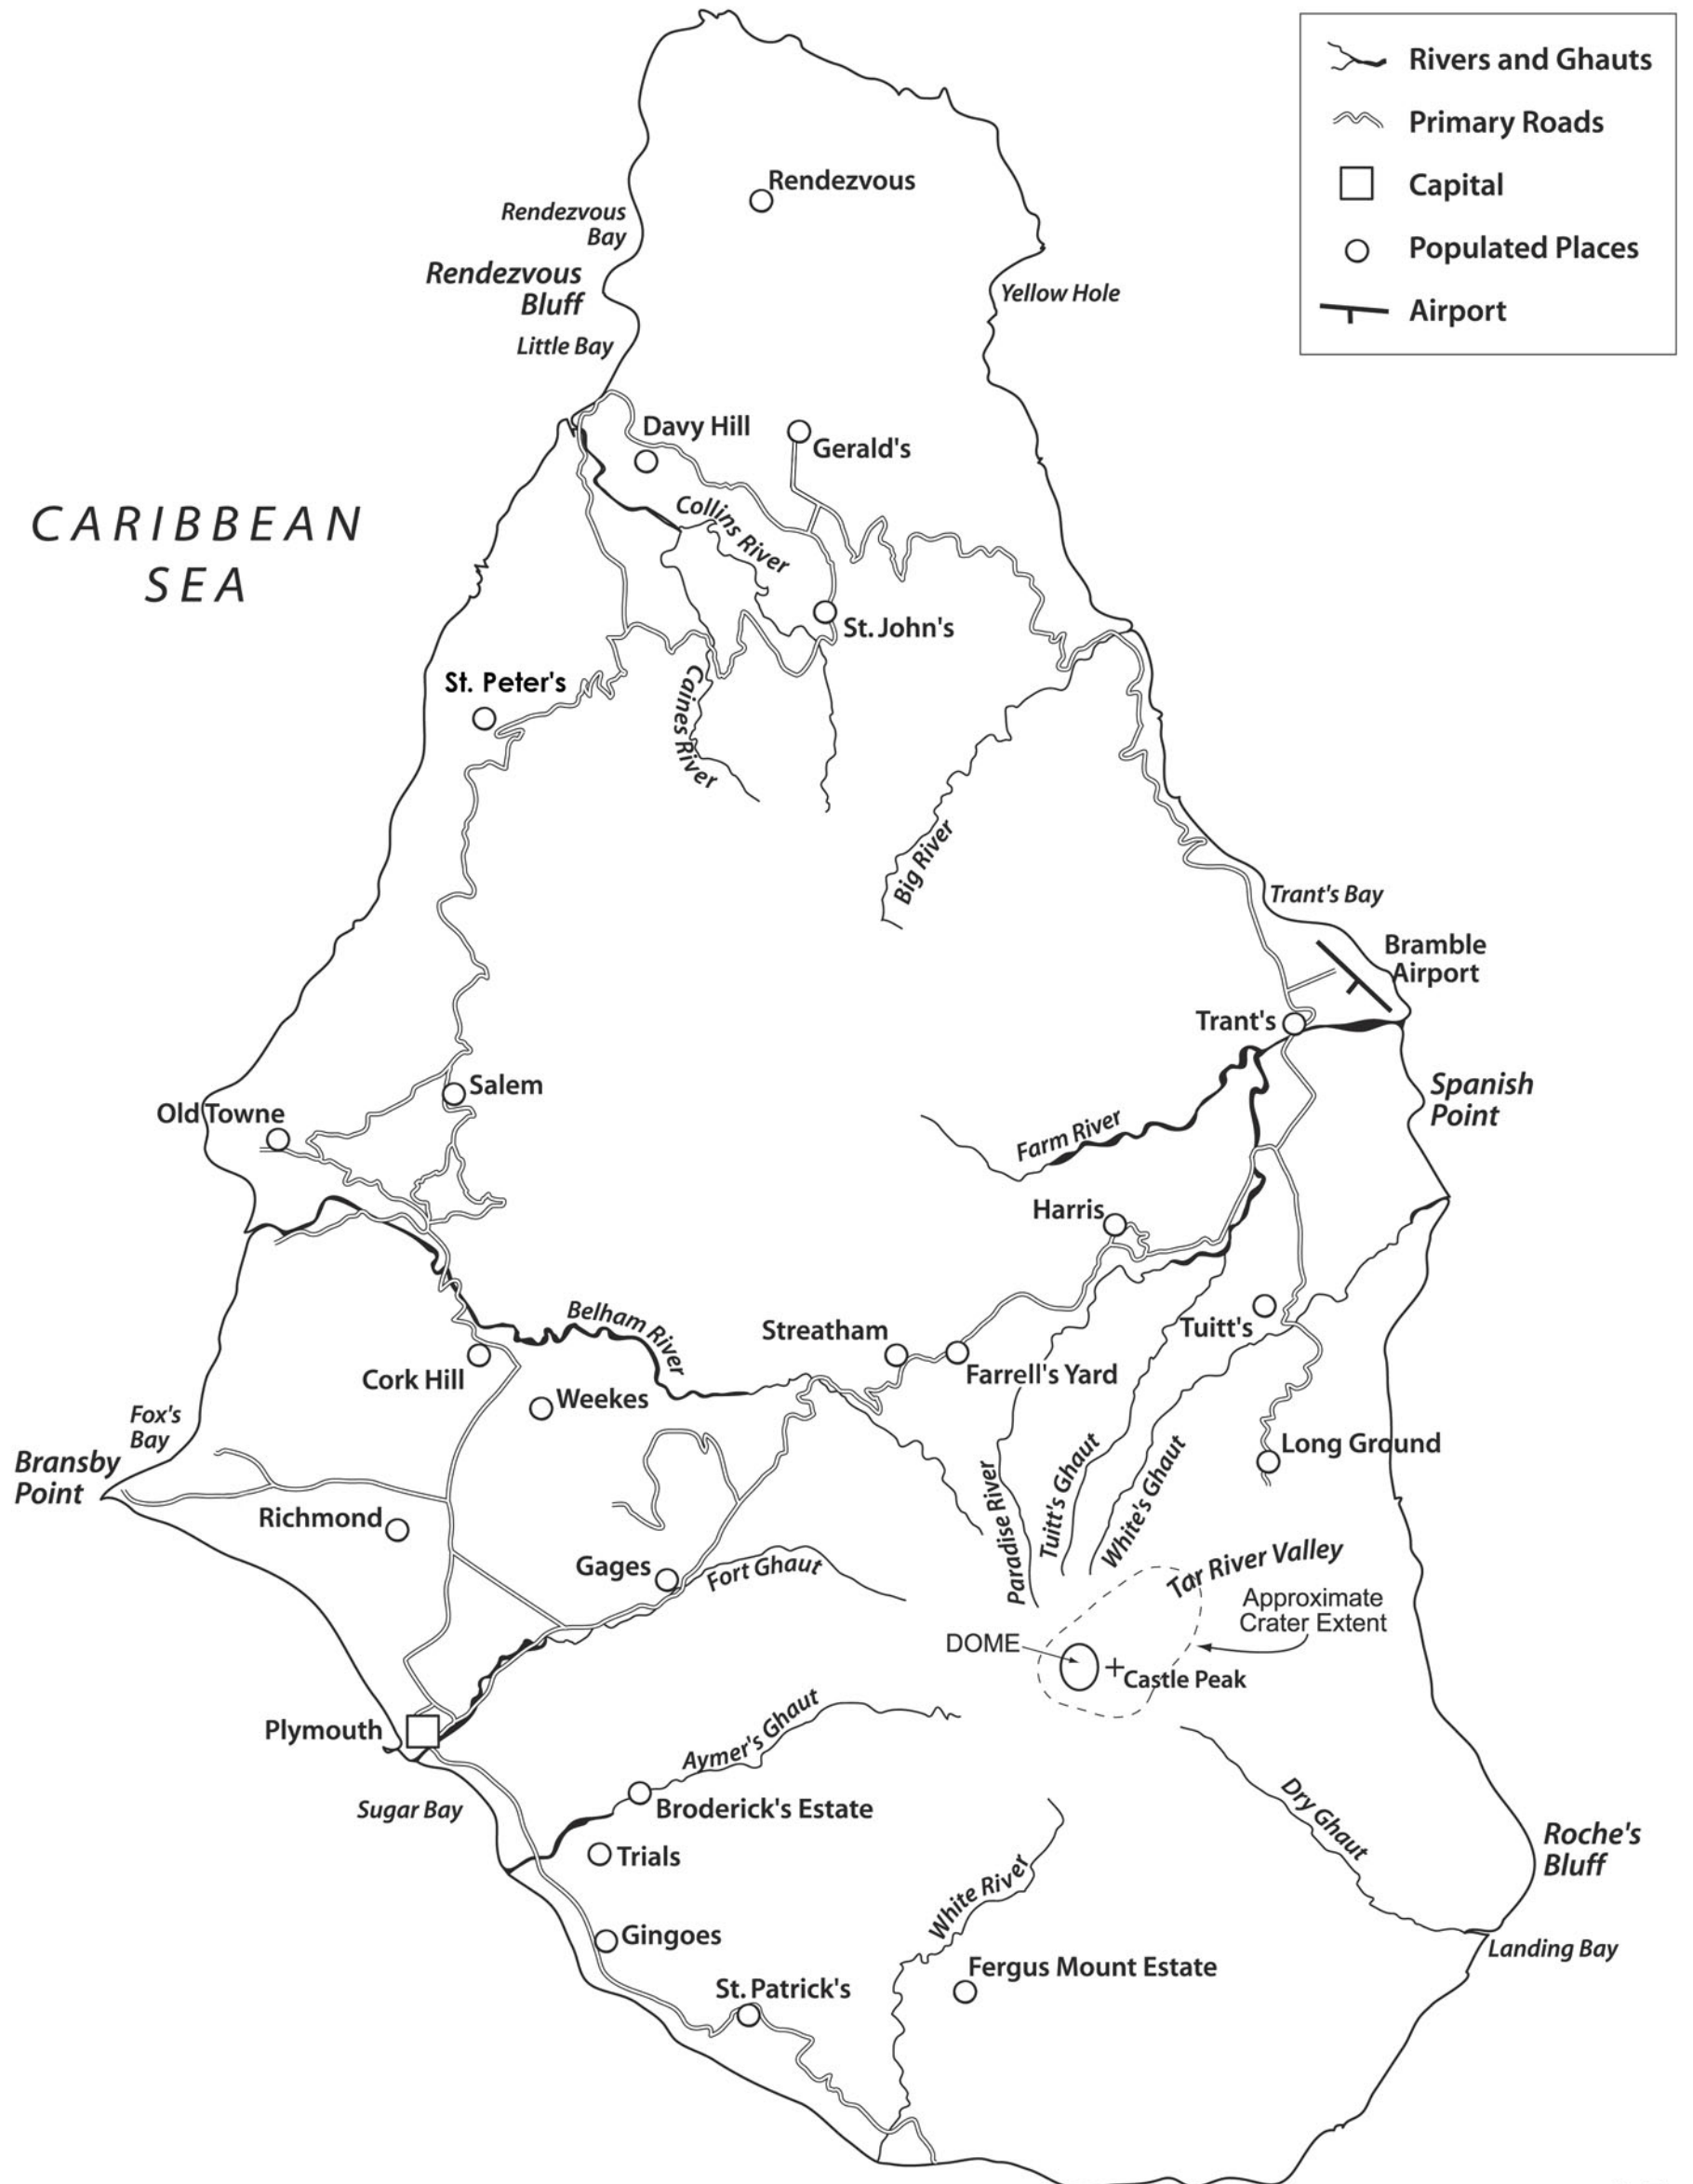 Rivers and Ghauts
Primary Roads
Capital
Populated Places
Airport
Rendezvous
Rendezvous
Bay
Rendezvous
Bluff
Little Bay
Yellow Hole
Davy Hill
Gerald's
Collins River
CARIBBEAN
SEA
St. John's
St. Peter's
Caines River
Big River
Trant's Bay
Bramble
Airport
Trant's
Salem
Old Towne
Spanish
Point
Farm River
Harris
Belham River
Streatham
Tuitt's
Cork Hill
Farrell's Yard
Weekes
Fox's
Bay
Bransby
Point
Long Ground
Richmond
Paradise River
Tuitt's Ghaut
White's Ghaut
Gages
Fort Ghaut
Tar River Valley
Approximate
Crater Extent
DOME
Castle Peak
Plymouth
Aymer's Ghaut
Sugar Bay
Broderick's Estate
Dry Ghaut
Roche's
Bluff
Trials
White River
Gingoes
Landing Bay
Fergus Mount Estate
St. Patrick's